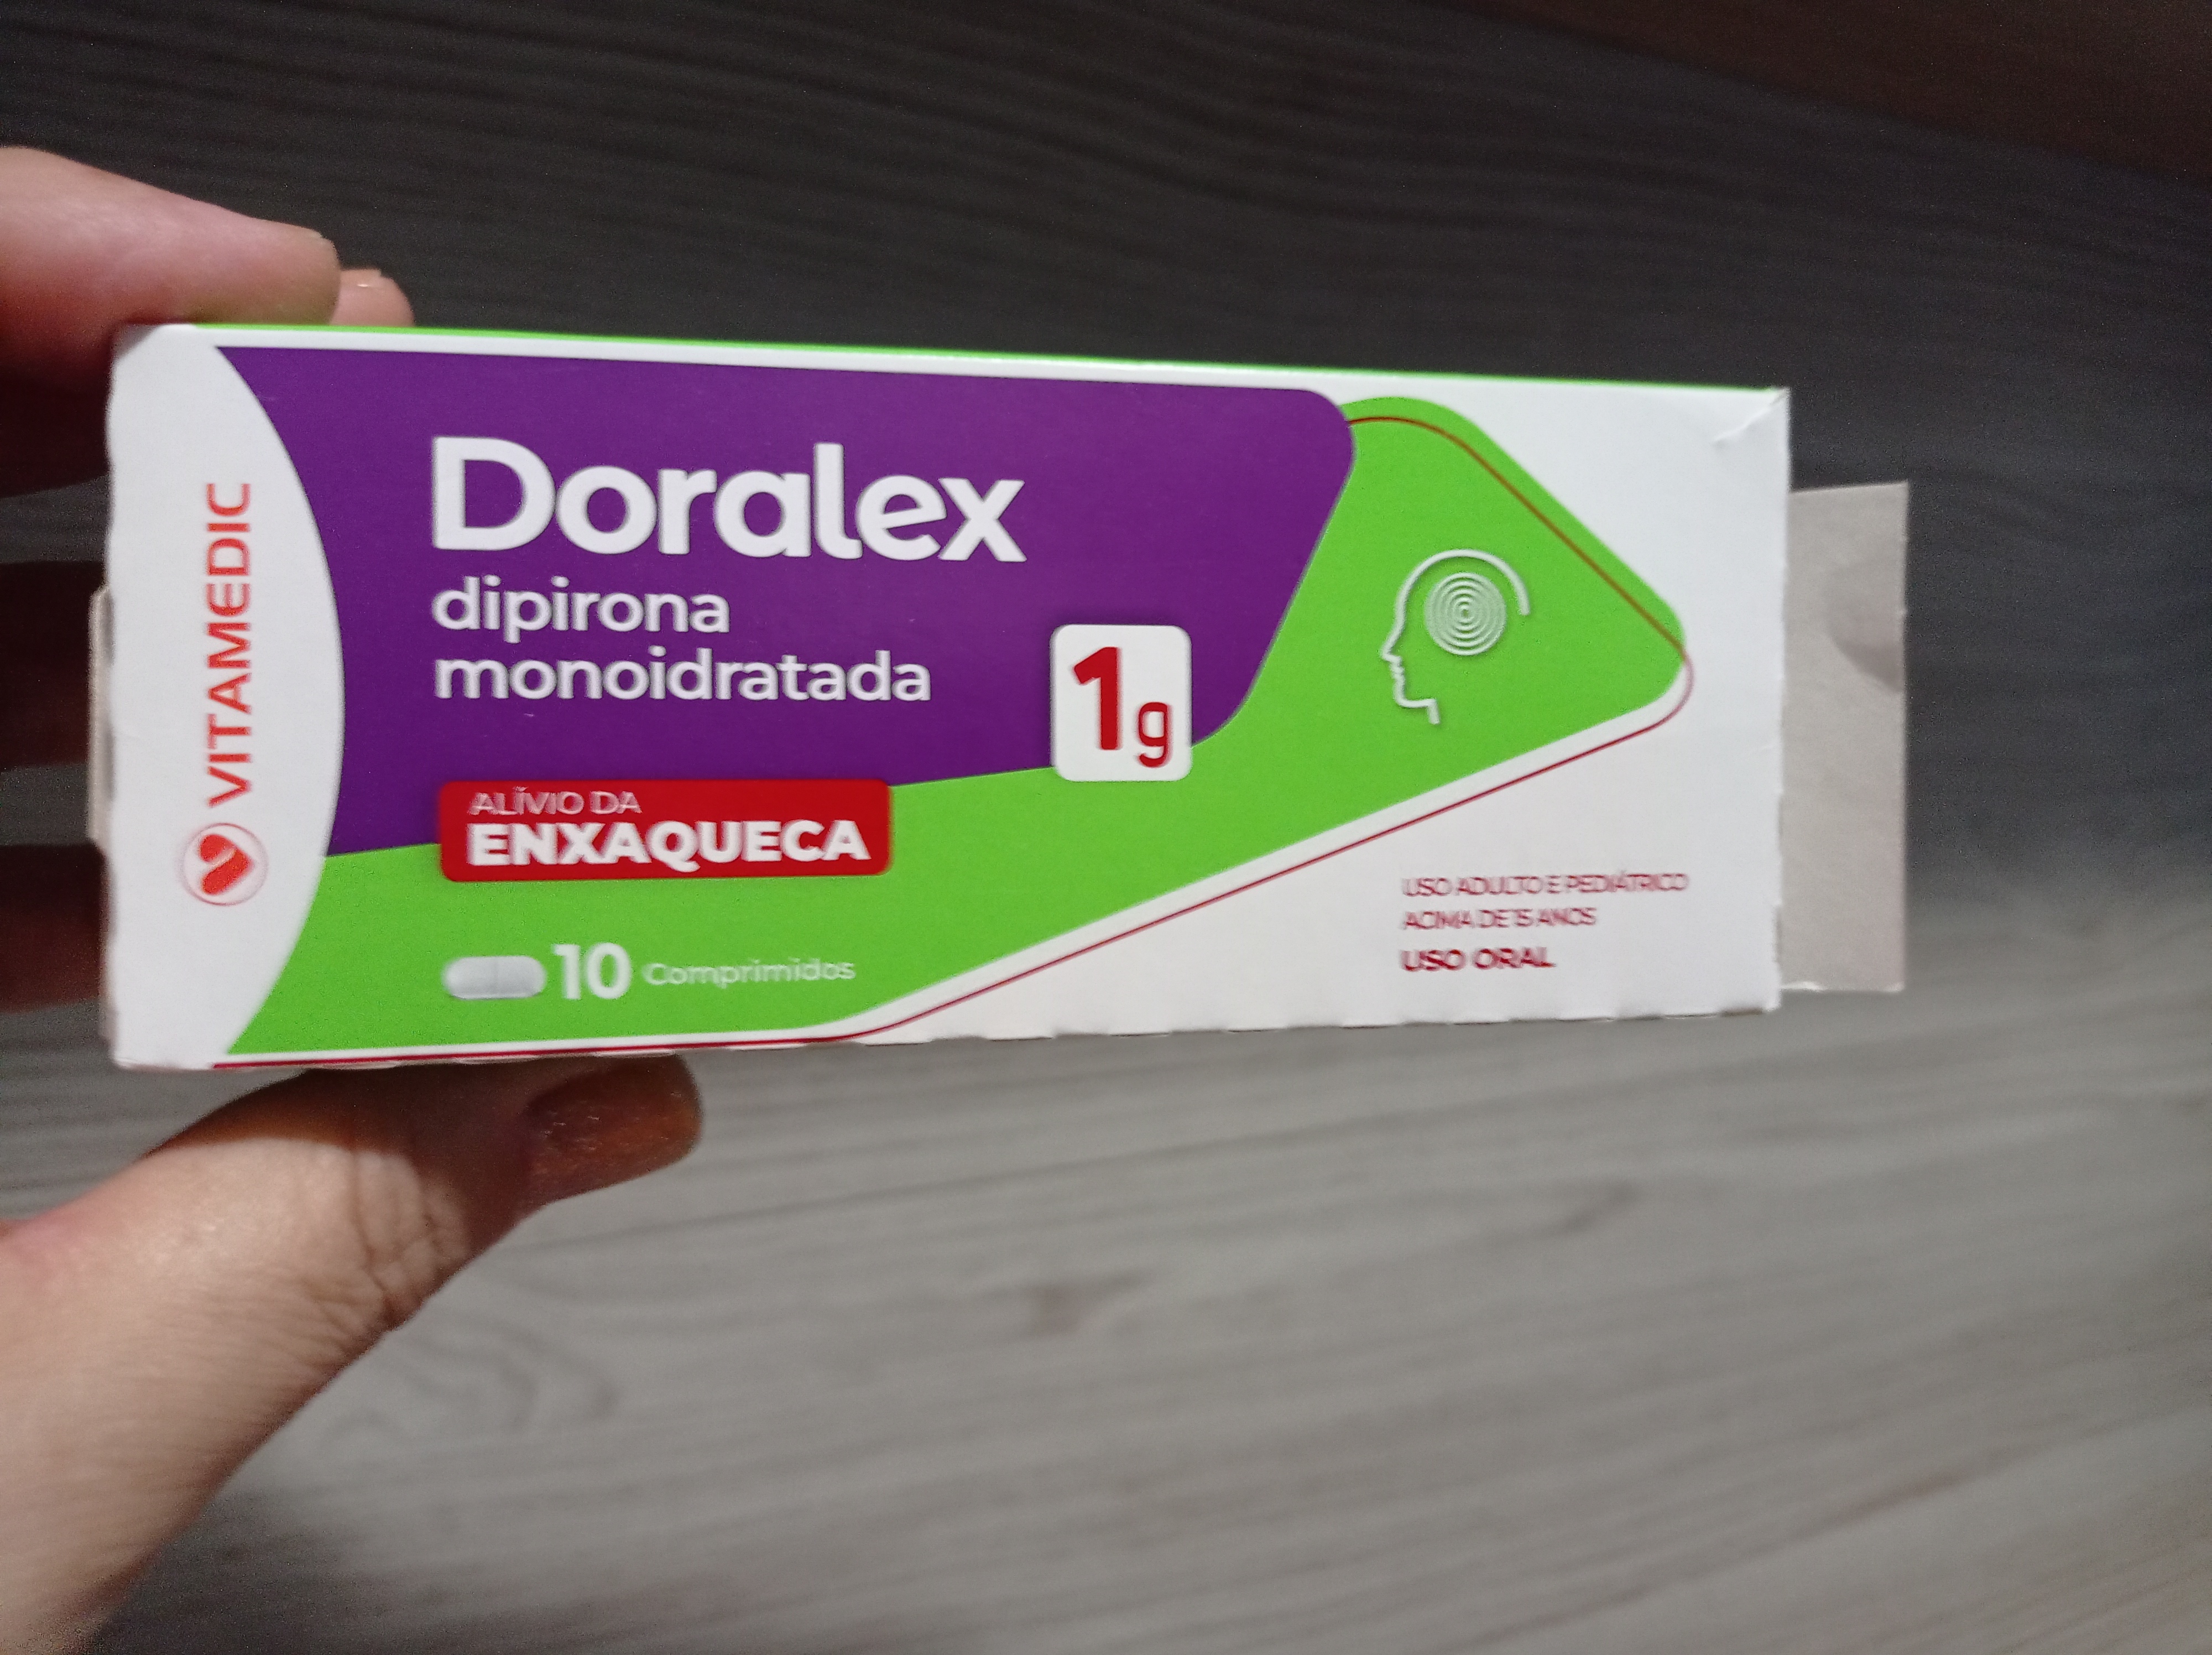 VITAMEDIC
Doralex
dipirona
monoidratada
1g
ALÍVIO DA
ENXAQUECA
10 Comprimidos
USO ADULTO E PEDIÁTRICO
ACIMA DE 15 ANOS
USO ORAL